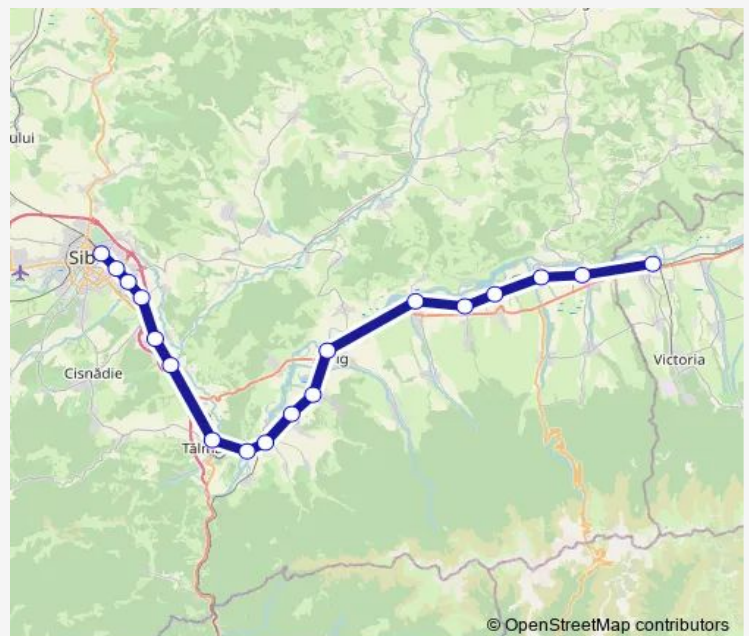 ului
Sib
Cisnădie
Tălm
ig
Victoria
© OpenStreetMap contributors